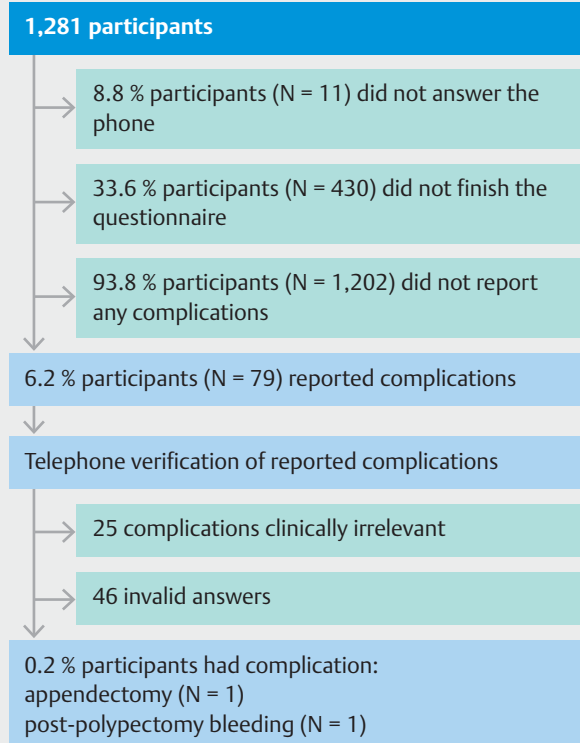 1,281 participants
8.8 % participants (N = 11) did not answer the
phone
33.6 % participants (N = 430) did not finish the
questionnaire
93.8 % participants (N = 1,202) did not report
any complications
6.2 % participants (N = 79) reported complications
Telephone verification of reported complications
25 complications clinically irrelevant
46 invalid answers
0.2 % participants had complication:
appendectomy (N = 1)
post-polypectomy bleeding (N = 1)